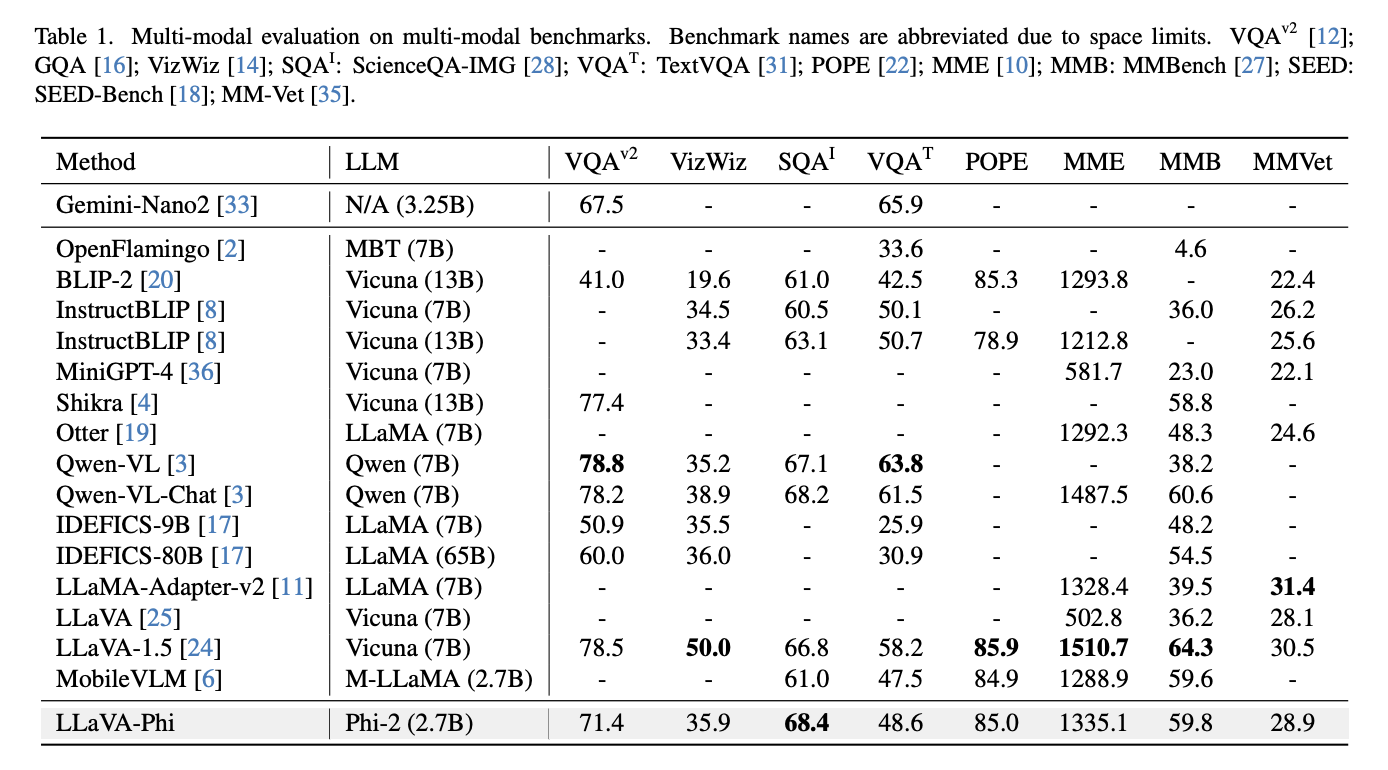 Table 1. Multi-modal evaluation on multi-modal benchmarks. Benchmark names are abbreviated due to space limits. VQAv2 [12];
GQA [16]; VizWiz [14]; SQAI: ScienceQA-IMG [28]; VQAT: TextVQA [31]; POPE [22]; MME [10]; MMB: MMBench [27]; SEED:
SEED-Bench [18]; MM-Vet [35].
Method LLM VQAv2 VizWiz SQAI VQAT POPE MME MMB MMVet
Gemini-Nano2 [33] N/A (3.25B) 67.5 - - 65.9 - - - -
OpenFlamingo [2] MBT (7B) - - - 33.6 - - 4.6 -
BLIP-2 [20] Vicuna (13B) 41.0 19.6 61.0 42.5 85.3 1293.8 - 22.4
InstructBLIP [8] Vicuna (7B) - 34.5 60.5 50.1 - - 36.0 26.2
InstructBLIP [8] Vicuna (13B) - 33.4 63.1 50.7 78.9 1212.8 - 25.6
MiniGPT-4 [36] Vicuna (7B) - - - - - 581.7 23.0 22.1
Shikra [4] Vicuna (13B) 77.4 - - - - - 58.8 -
Otter [19] LLaMA (7B) - - - - - 1292.3 48.3 24.6
Qwen-VL [3] Qwen (7B) 78.8 35.2 67.1 63.8 - - 38.2 -
Qwen-VL-Chat [3] Qwen (7B) 78.2 38.9 68.2 61.5 - 1487.5 60.6 -
IDEFICS-9B [17] LLaMA (7B) 50.9 35.5 - 25.9 - - 48.2 -
IDEFICS-80B [17] LLaMA (65B) 60.0 36.0 - 30.9 - - 54.5 -
LLaMA-Adapter-v2 [11] LLaMA (7B) - - - - - 1328.4 39.5 31.4
LLaVA [25] Vicuna (7B) - - - - - 502.8 36.2 28.1
LLaVA-1.5 [24] Vicuna (7B) 78.5 50.0 66.8 58.2 85.9 1510.7 64.3 30.5
MobileVLM [6] M-LLaMA (2.7B) - - 61.0 47.5 84.9 1288.9 59.6 -
LLaVA-Phi Phi-2 (2.7B) 71.4 35.9 68.4 48.6 85.0 1335.1 59.8 28.9